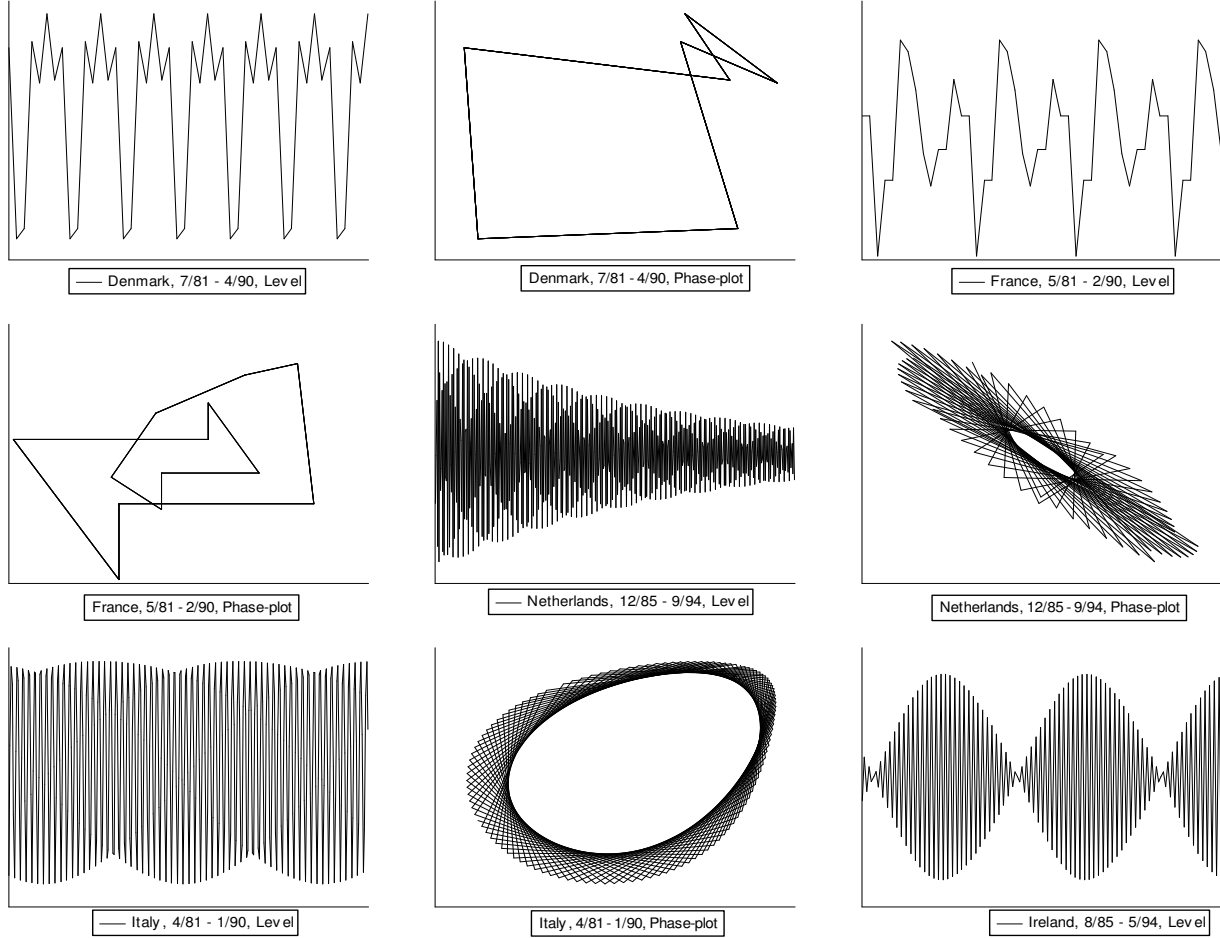 Denmark, 7/81 - 4/90, Level
Denmark, 7/81 - 4/90, Phase-plot
France, 5/81 - 2/90, Level
France, 5/81 - 2/90, Phase-plot
Netherlands, 12/85 - 9/94, Level
Netherlands, 12/85 - 9/94, Phase-plot
Italy, 4/81 - 1/90, Level
Italy, 4/81 - 1/90, Phase-plot
Ireland, 8/85 - 5/94, Level